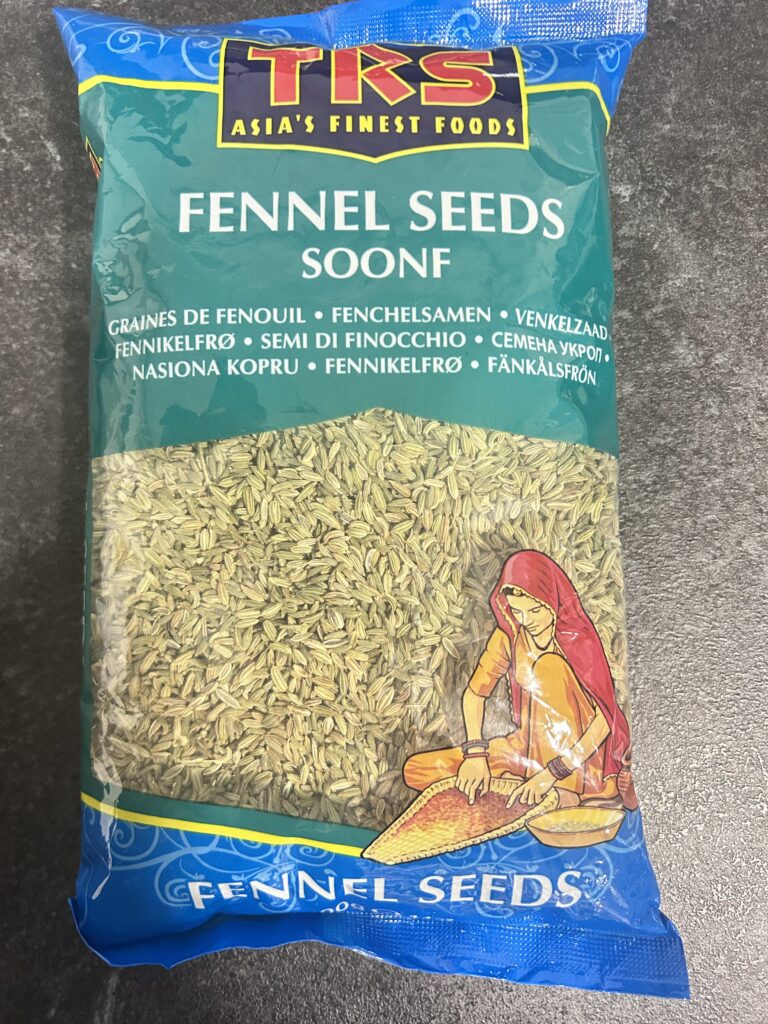 TRS
ASIA'S FINEST FOODS
FENNEL SEEDS
SOONF
GRAINES DE FENOUIL • FENCHELSAMEN • VENKELZAAD •
FENNIKELFRØ • SEMI DI FINOCCHIO • СЕМЕНА УКРОП •
NASIONA KOPRU • FENNIKELFRØ • FÄNKÅLSFRÖN
FENNEL SEEDS